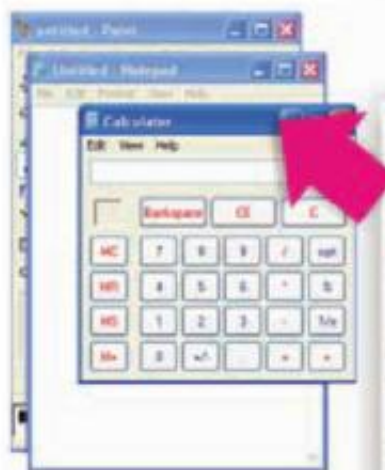 untitled - Paint
Untitled - Notepad
File Edit Format View Help
Calculator
Edit View Help
Backspace CE C
MC 7 8 9 / sqrt
MR 4 5 6 * %
MS 1 2 3 - 1/x
M+ 0 +/- . + =